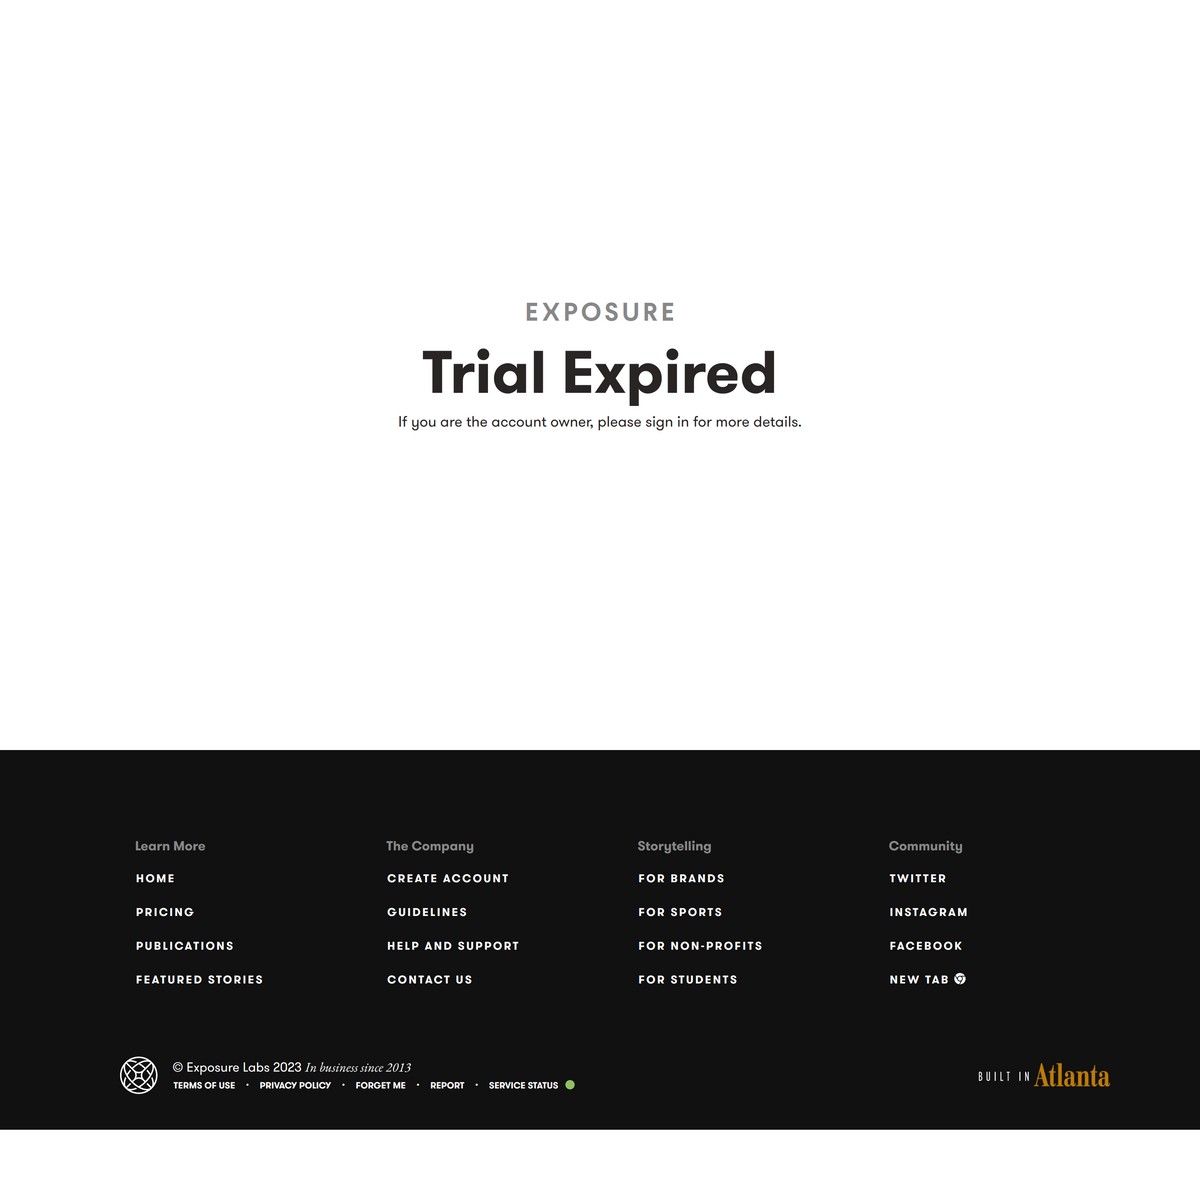 EXPOSURE
Trial Expired
If you are the account owner, please sign in for more details.
Learn More
HOME
PRICING
PUBLICATIONS
FEATURED STORIES
The Company
CREATE ACCOUNT
GUIDELINES
HELP AND SUPPORT
CONTACT US
Storytelling
FOR BRANDS
FOR SPORTS
FOR NON-PROFITS
FOR STUDENTS
Community
TWITTER
INSTAGRAM
FACEBOOK
NEW TAB
© Exposure Labs 2023 In business since 2013
TERMS OF USE · PRIVACY POLICY · FORGET ME · REPORT · SERVICE STATUS
BUILT IN Atlanta